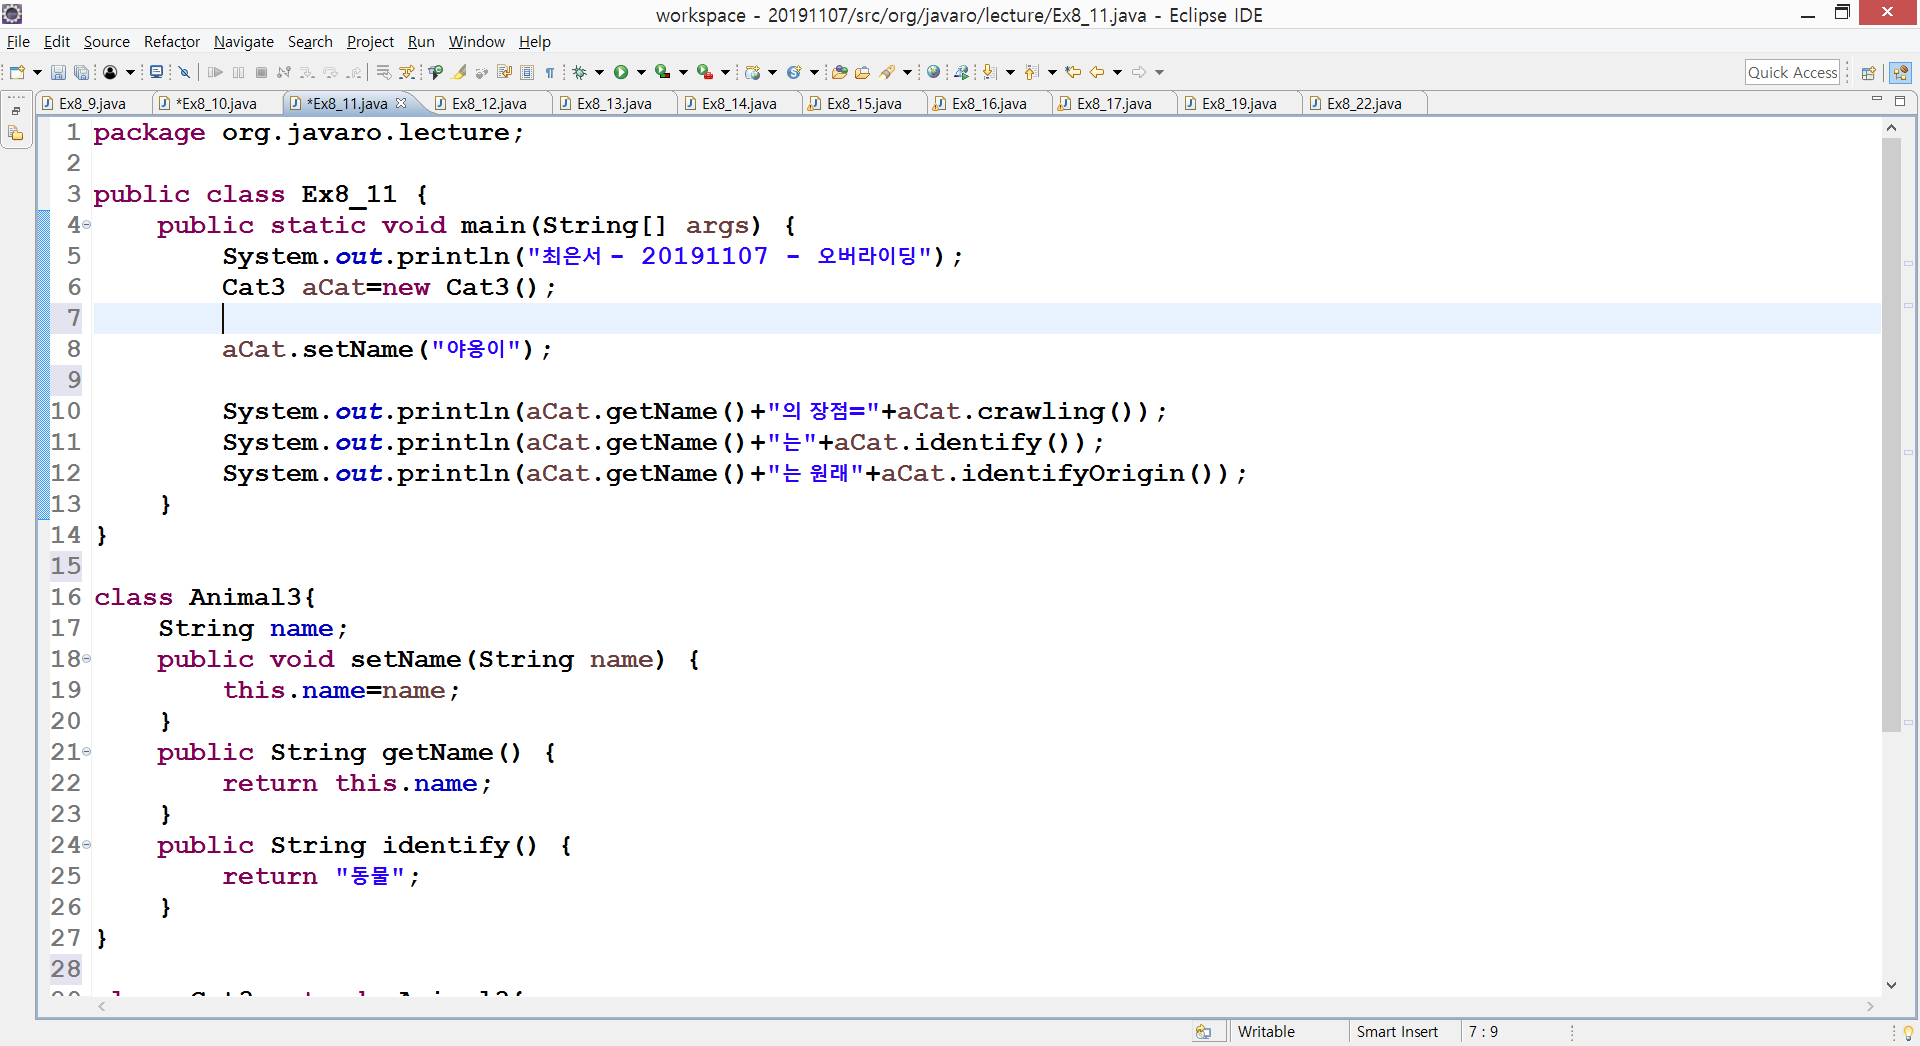 workspace - 20191107/src/org/javaro/lecture/Ex8_11.java - Eclipse IDE
File Edit Source Refactor Navigate Search Project Run Window Help
Quick Access
Ex8_9.java *Ex8_10.java *Ex8_11.java Ex8_12.java Ex8_13.java Ex8_14.java Ex8_15.java Ex8_16.java Ex8_17.java Ex8_19.java Ex8_22.java
1 package org.javaro.lecture;
2
3 public class Ex8_11 {
4 public static void main(String[] args) {
5 System.out.println("최은서 - 20191107 - 오버라이딩");
6 Cat3 aCat=new Cat3();
7
8 aCat.setName("야옹이");
9
10 System.out.println(aCat.getName()+"의 장점="+aCat.crawling());
11 System.out.println(aCat.getName()+"는"+aCat.identify());
12 System.out.println(aCat.getName()+"는 원래"+aCat.identifyOrigin());
13 }
14 }
15
16 class Animal3{
17 String name;
18 public void setName(String name) {
19 this.name=name;
20 }
21 public String getName() {
22 return this.name;
23 }
24 public String identify() {
25 return "동물";
26 }
27 }
28
Writable Smart Insert 7 : 9